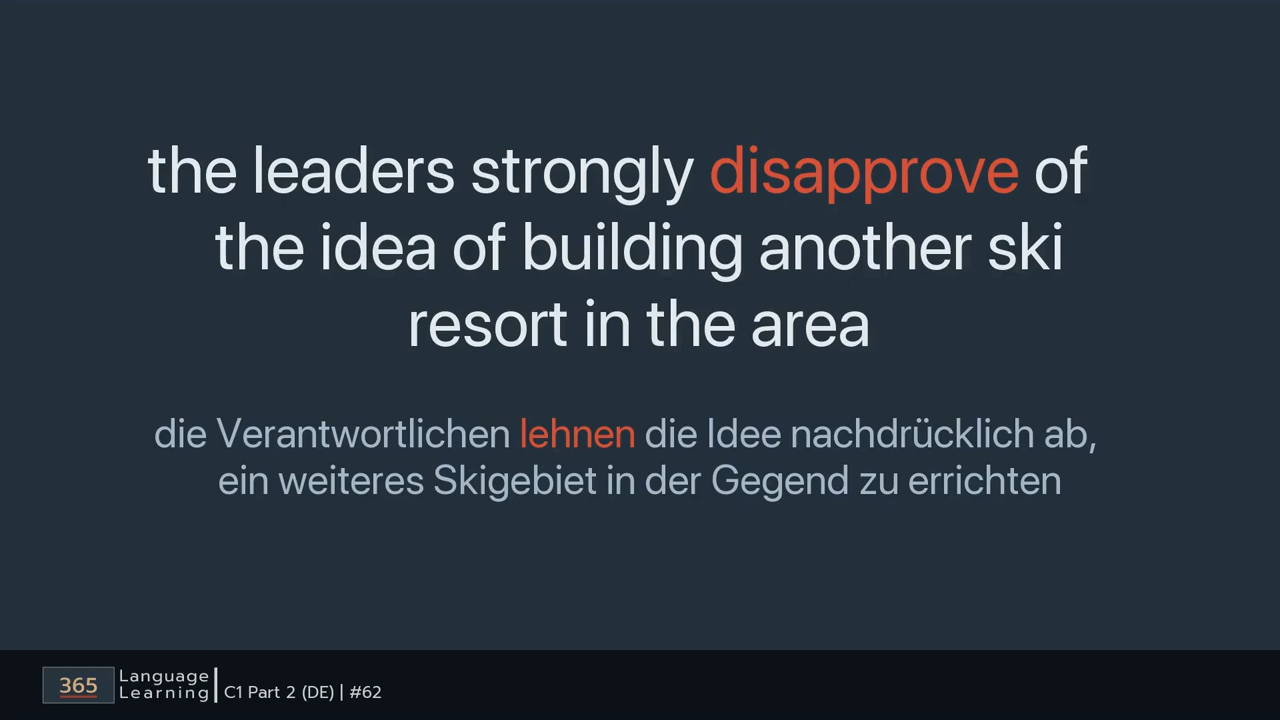 the leaders strongly disapprove of
the idea of building another ski
resort in the area
die Verantwortlichen lehnen die Idee nachdrücklich ab,
ein weiteres Skigebiet in der Gegend zu errichten
365
Language
Learning
C1 Part 2 (DE) | #62